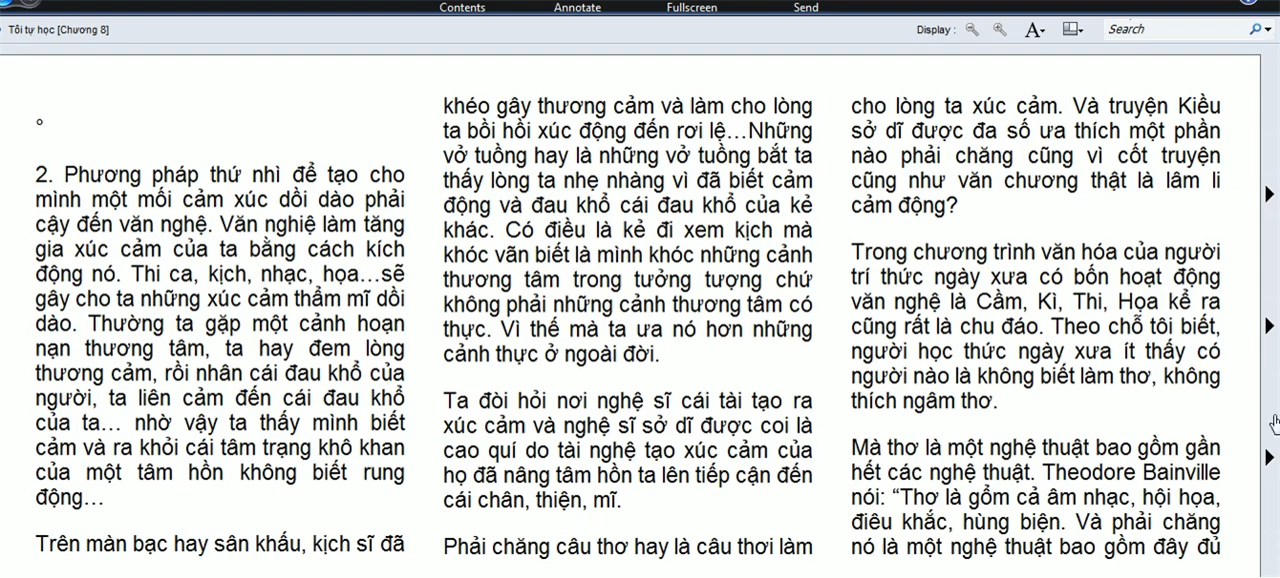 Contents Annotate Fullscreen Send
Tôi tự học [Chương 8] Display : A Search
°
2. Phương pháp thứ nhì để tạo cho
mình một mối cảm xúc dồi dào phải
cậy đến văn nghệ. Văn nghiệ làm tăng
gia xúc cảm của ta bằng cách kích
động nó. Thi ca, kịch, nhạc, họa...sẽ
gây cho ta những xúc cảm thẩm mĩ dồi
dào. Thường ta gặp một cảnh hoạn
nạn thương tâm, ta hay đem lòng
thương cảm, rồi nhân cái đau khổ của
người, ta liên cảm đến cái đau khổ
của ta... nhờ vậy ta thấy mình biết
cảm và ra khỏi cái tâm trạng khô khan
của một tâm hồn không biết rung
động...
Trên màn bạc hay sân khấu, kịch sĩ đã
khéo gây thương cảm và làm cho lòng
ta bồi hồi xúc động đến rơi lệ...Những
vở tuồng hay là những vở tuồng bắt ta
thấy lòng ta nhẹ nhàng vì đã biết cảm
động và đau khổ cái đau khổ của kẻ
khác. Có điều là kẻ đi xem kịch mà
khóc vẫn biết là mình khóc những cảnh
thương tâm trong tưởng tượng chứ
không phải những cảnh thương tâm có
thực. Vì thế mà ta ưa nó hơn những
cảnh thực ở ngoài đời.
Ta đòi hỏi nơi nghệ sĩ cái tài tạo ra
xúc cảm và nghệ sĩ sở dĩ được coi là
cao quí do tài nghệ tạo xúc cảm của
họ đã nâng tâm hồn ta lên tiếp cận đến
cái chân, thiện, mĩ.
Phải chăng câu thơ hay là câu thơi làm
cho lòng ta xúc cảm. Và truyện Kiều
sở dĩ được đa số ưa thích một phần
nào phải chăng cũng vì cốt truyện
cũng như văn chương thật là lâm li
cảm động?
Trong chương trình văn hóa của người
trí thức ngày xưa có bốn hoạt động
văn nghệ là Cầm, Kì, Thi, Họa kể ra
cũng rất là chu đáo. Theo chỗ tôi biết,
người học thức ngày xưa ít thấy có
người nào là không biết làm thơ, không
thích ngâm thơ.
Mà thơ là một nghệ thuật bao gồm gần
hết các nghệ thuật. Theodore Bainville
nói: “Thơ là gồm cả âm nhạc, hội họa,
điêu khắc, hùng biện. Và phải chăng
nó là một nghệ thuật bao gồm đây đủ